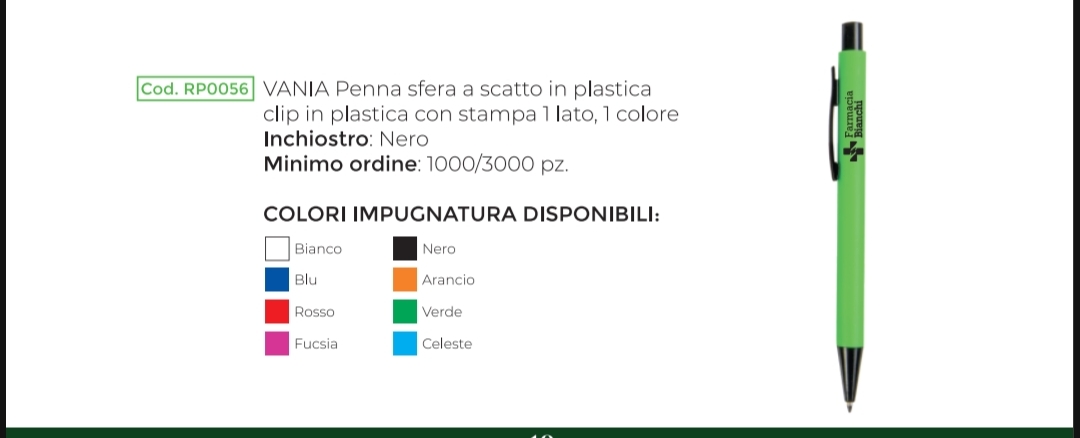 Cod. RP0056 VANIA Penna sfera a scatto in plastica
clip in plastica con stampa 1 lato, 1 colore
Inchiostro: Nero
Minimo ordine: 1000/3000 pz.
COLORI IMPUGNATURA DISPONIBILI:
Bianco
Nero
Blu
Arancio
Rosso
Verde
Fucsia
Celeste
Farmacia
Bianchi